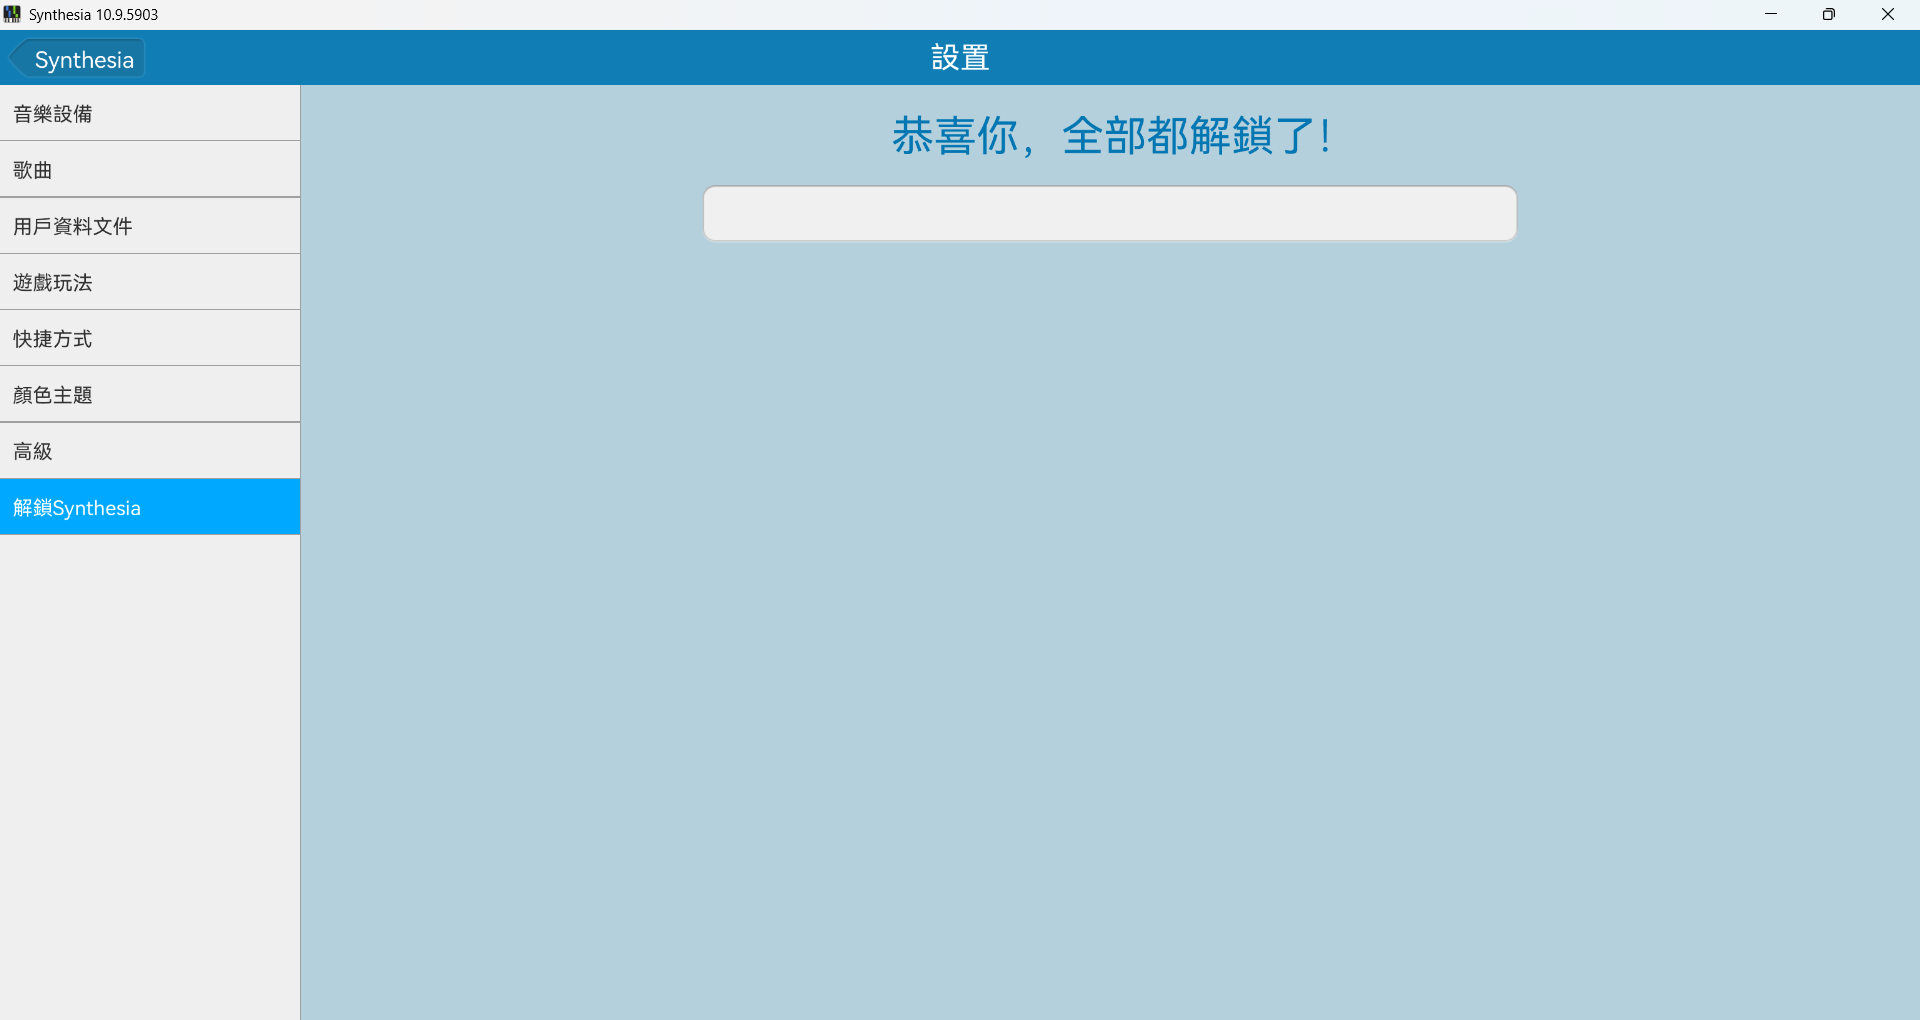 Synthesia 10.9.5903
Synthesia
設置
音樂設備
歌曲
用戶資料文件
遊戲玩法
快捷方式
顏色主題
高級
解鎖Synthesia
恭喜你，全部都解鎖了！